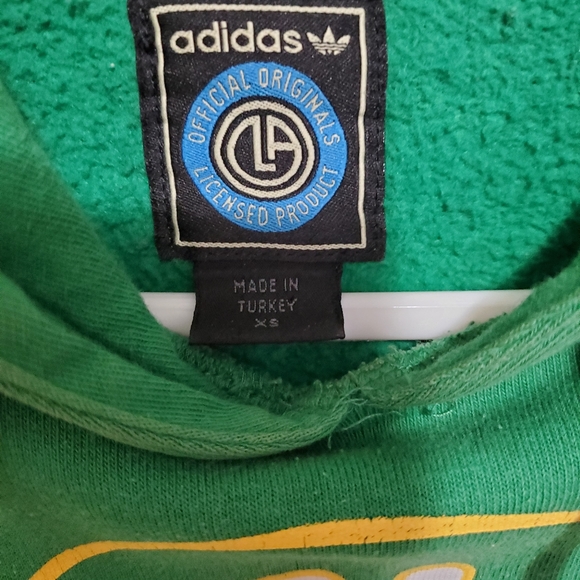 adidas
OFFICIAL ORIGINALS
LA
LICENSED PRODUCT
MADE IN
TURKEY
XS